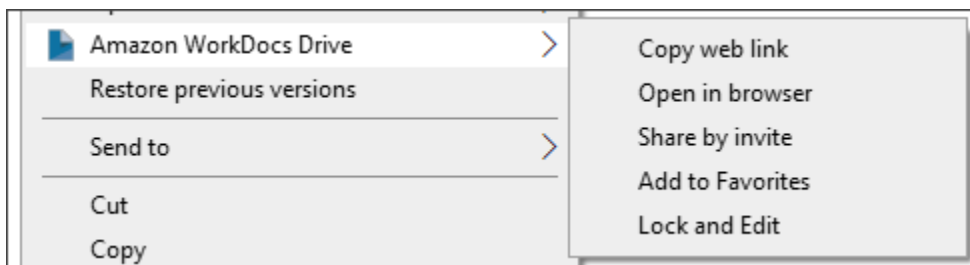 Amazon WorkDocs Drive
Restore previous versions
Send to
Cut
Copy
Copy web link
Open in browser
Share by invite
Add to Favorites
Lock and Edit